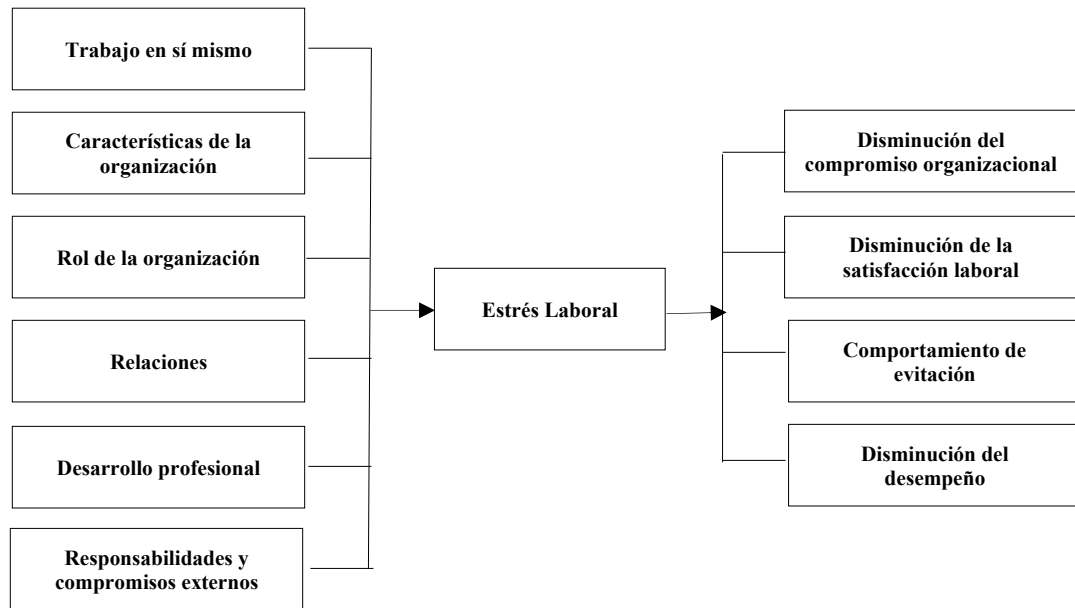 Trabajo en sí mismo
Características de la
organización
Rol de la organización
Relaciones
Desarrollo profesional
Responsabilidades y
compromisos externos
Estrés Laboral
Disminución del
compromiso organizacional
Disminución de la
satisfacción laboral
Comportamiento de
evitación
Disminución del
desempeño